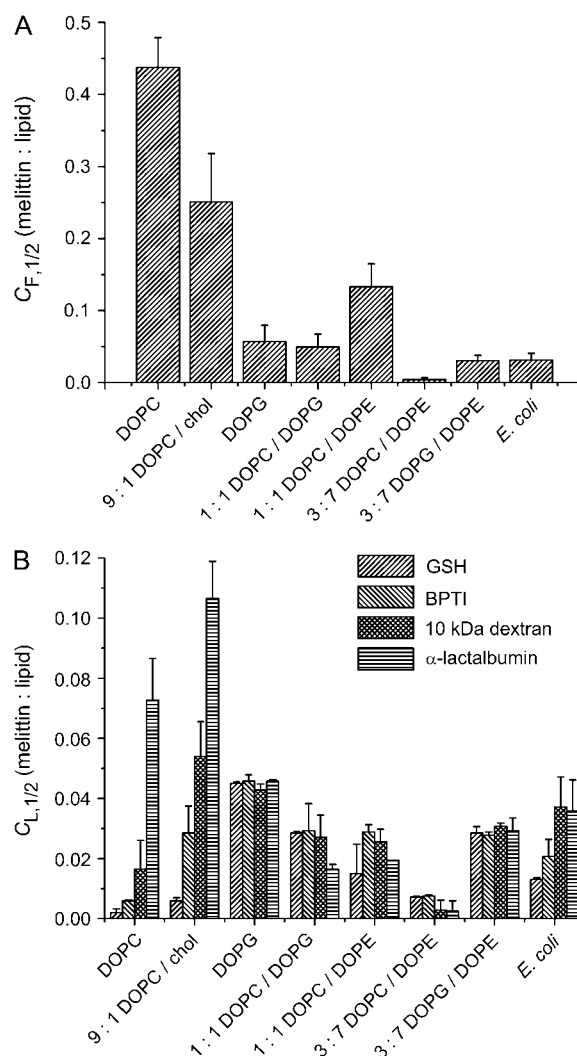 A
C_F,1/2 (melittin : lipid)
0.5
0.4
0.3
0.2
0.1
0.0
DOPC
9 : 1 DOPC / chol
DOPG
1 : 1 DOPC / DOPG
1 : 1 DOPC / DOPE
3 : 7 DOPC / DOPE
3 : 7 DOPG / DOPE
E. coli
B
C_L,1/2 (melittin : lipid)
0.12
0.10
0.08
0.06
0.04
0.02
0.00
GSH
BPTI
10 kDa dextran
α-lactalbumin
DOPC
9 : 1 DOPC / chol
DOPG
1 : 1 DOPC / DOPG
1 : 1 DOPC / DOPE
3 : 7 DOPC / DOPE
3 : 7 DOPG / DOPE
E. coli